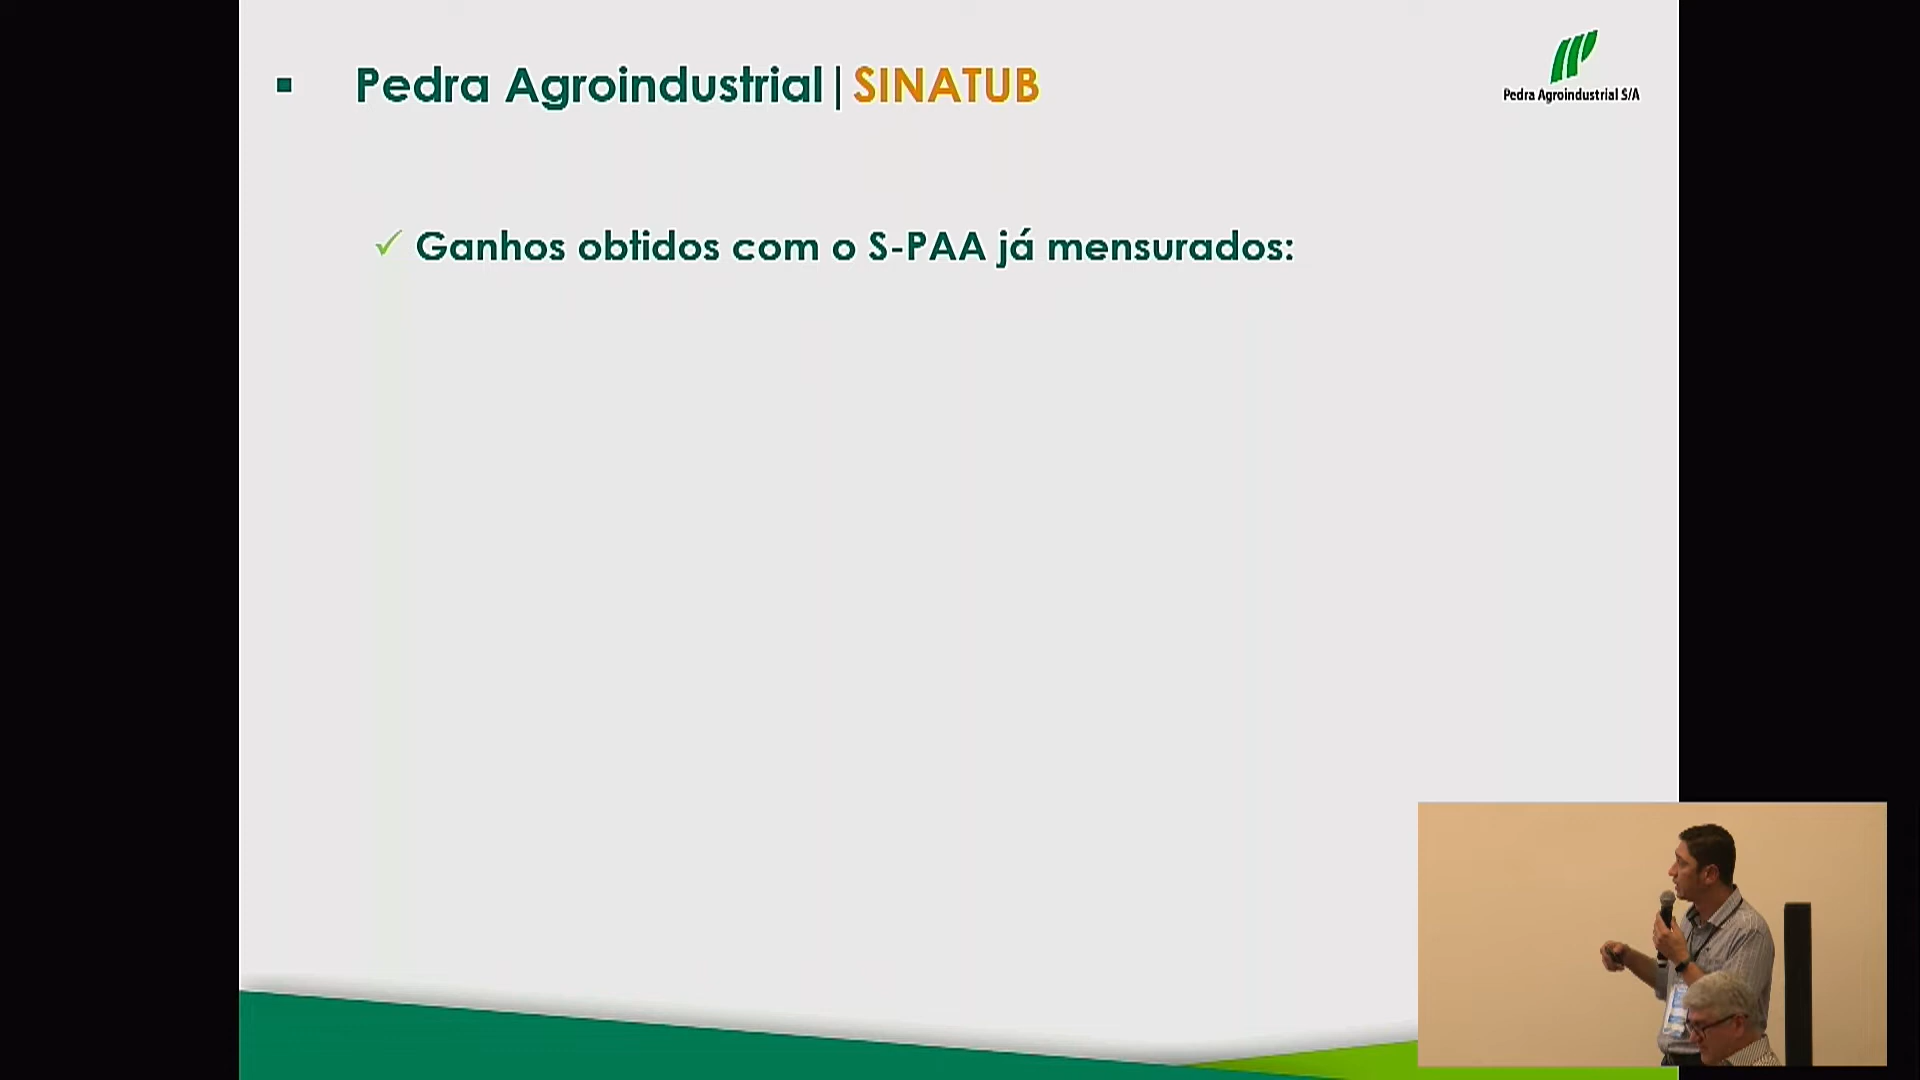 ▪ Pedra Agroindustrial|SINATUB
Pedra Agroindustrial S/A
✓ Ganhos obtidos com o S-PAA já mensurados: